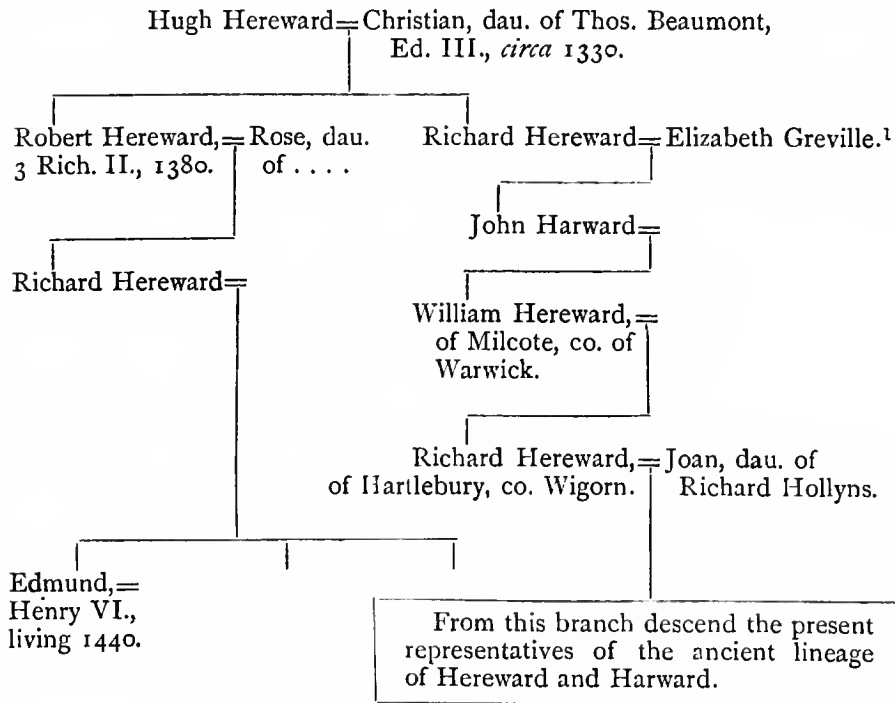 Hugh Hereward=Christian, dau. of Thos. Beaumont,
Ed. III., circa 1330.
Robert Hereward,=Rose, dau.
3 Rich. II., 1380. of ....
Richard Hereward=Elizabeth Greville.¹
John Harward=
Richard Hereward=
William Hereward,=
of Milcote, co. of
Warwick.
Richard Hereward,=Joan, dau. of
of Hartlebury, co. Wigorn. Richard Hollyns.
Edmund,=
Henry VI.,
living 1440.
From this branch descend the present
representatives of the ancient lineage
of Hereward and Harward.